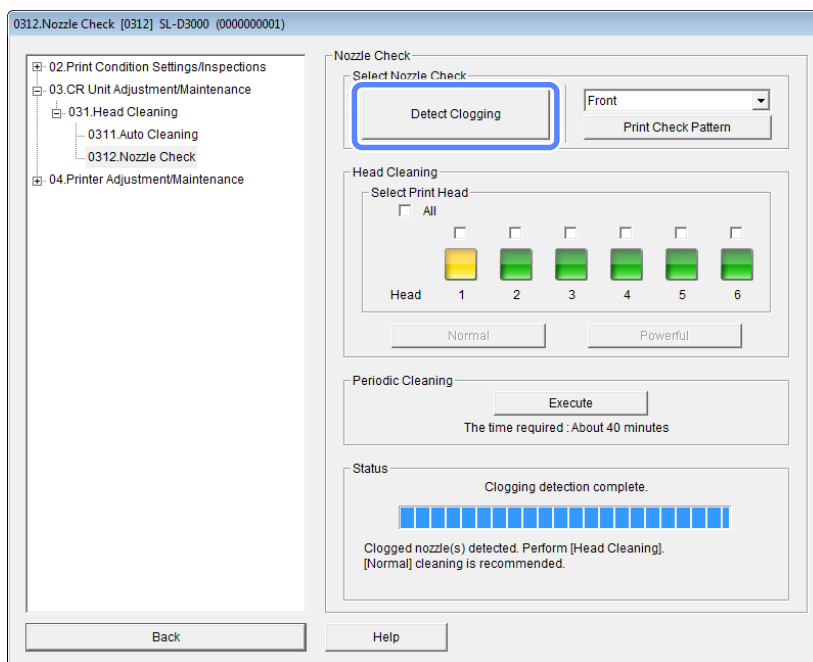 0312.Nozzle Check [0312] SL-D3000 (0000000001)
02.Print Condition Settings/Inspections
03.CR Unit Adjustment/Maintenance
031.Head Cleaning
0311.Auto Cleaning
0312.Nozzle Check
04.Printer Adjustment/Maintenance
Nozzle Check
Select Nozzle Check
Detect Clogging
Front
Print Check Pattern
Head Cleaning
Select Print Head
All
Head 1 2 3 4 5 6
Normal Powerful
Periodic Cleaning
Execute
The time required : About 40 minutes
Status
Clogging detection complete.
Clogged nozzle(s) detected. Perform [Head Cleaning].
[Normal] cleaning is recommended.
Back Help